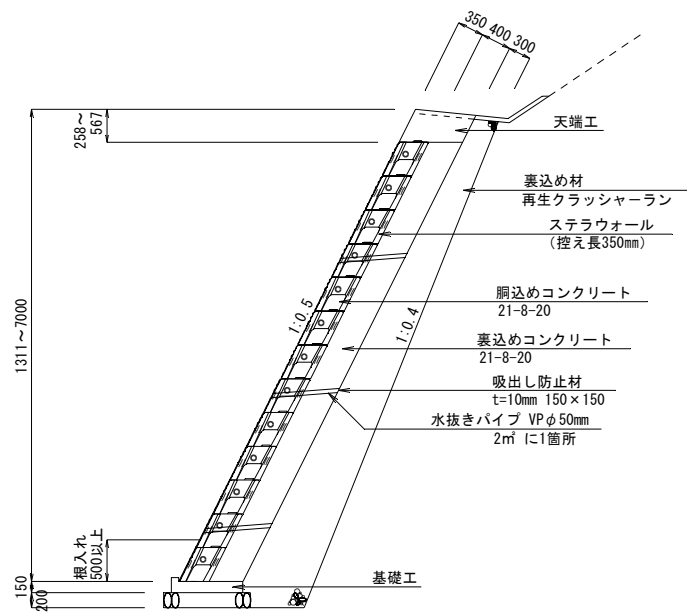 350 400 300
258～
567
天端工
裏込め材
再生クラッシャーラン
ステラウォール
（控え長350mm）
胴込めコンクリート
21-8-20
1:0.5
1:0.4
1311～7000
裏込めコンクリート
21-8-20
吸出し防止材
t=10mm 150×150
水抜きパイプ VPφ50mm
2㎡ に1箇所
根入れ
500以上
基礎工
150
200